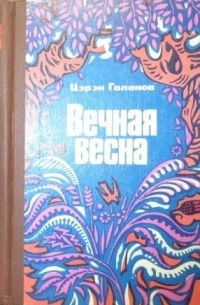 Цэрэн Галанов
Вечная
весна